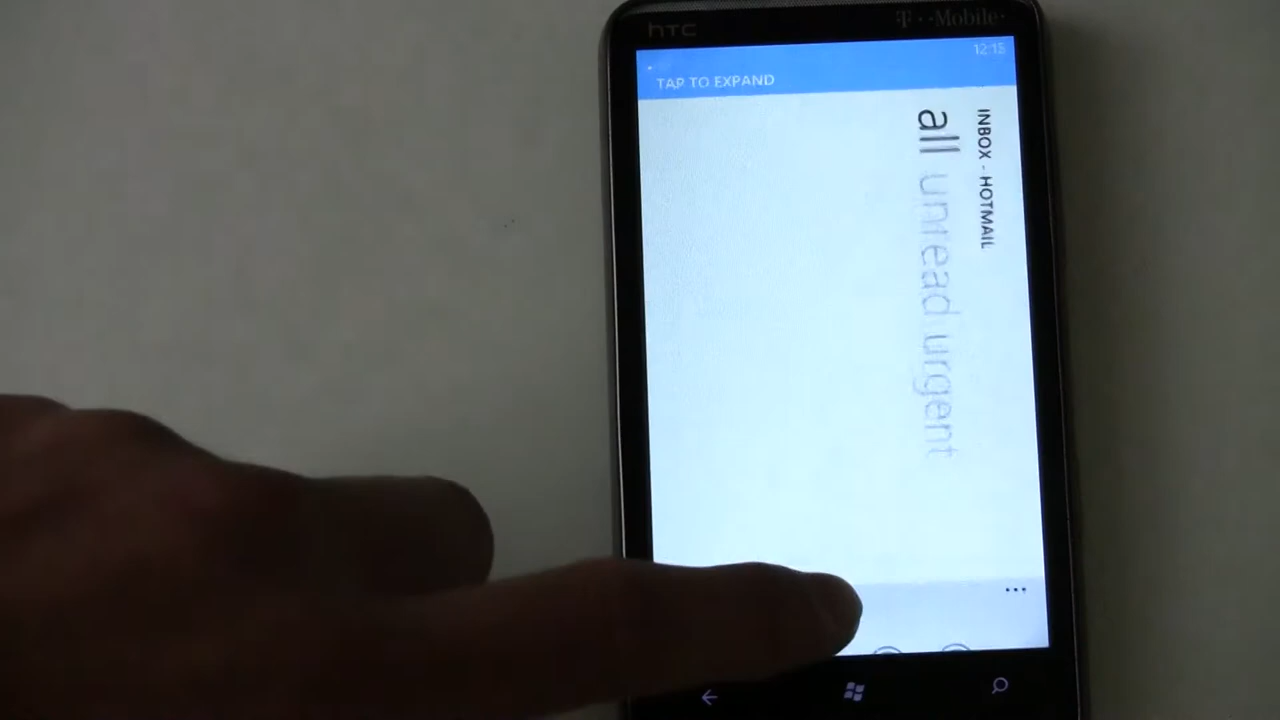 hTC
T··Mobile·
12:15
TAP TO EXPAND
INBOX - HOTMAIL
all unread urgent